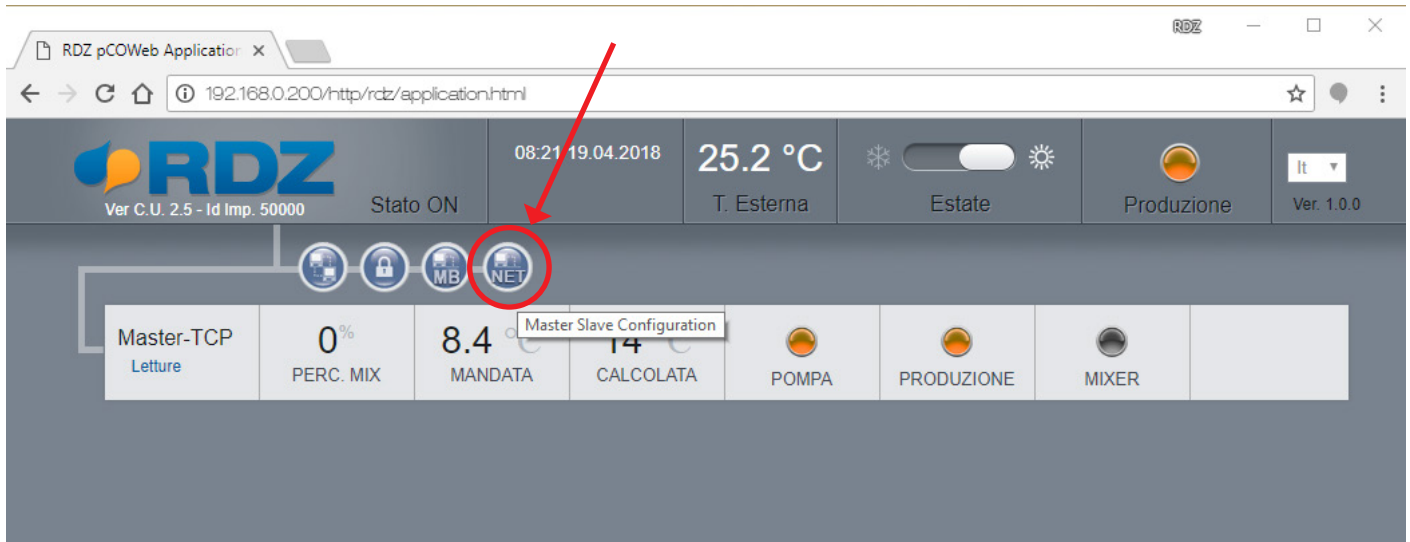 RDZ
RDZ pCOWeb Application
192.168.0.200/http/rdz/application.html
RDZ
Ver C.U. 2.5 - Id Imp. 50000
Stato ON
08:21 19.04.2018
25.2 °C
T. Esterna
Estate
Produzione
It
Ver. 1.0.0
MB
NET
Master Slave Configuration
Master-TCP
Letture
0%
PERC. MIX
8.4 °C
MANDATA
14 °C
CALCOLATA
POMPA
PRODUZIONE
MIXER